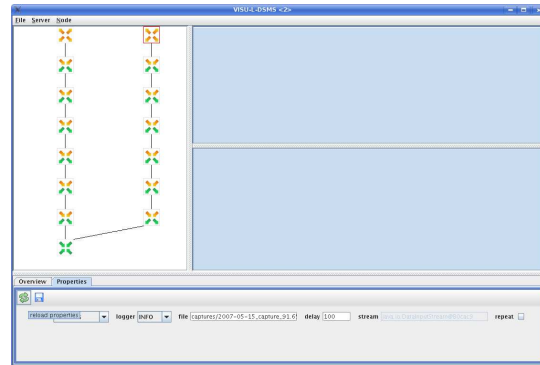 VISU-L-DSMS <2>
File Server Node
Overview Properties
reload properties logger INFO file captures/2007-05-15_capture_91.6 delay 100 stream repeat